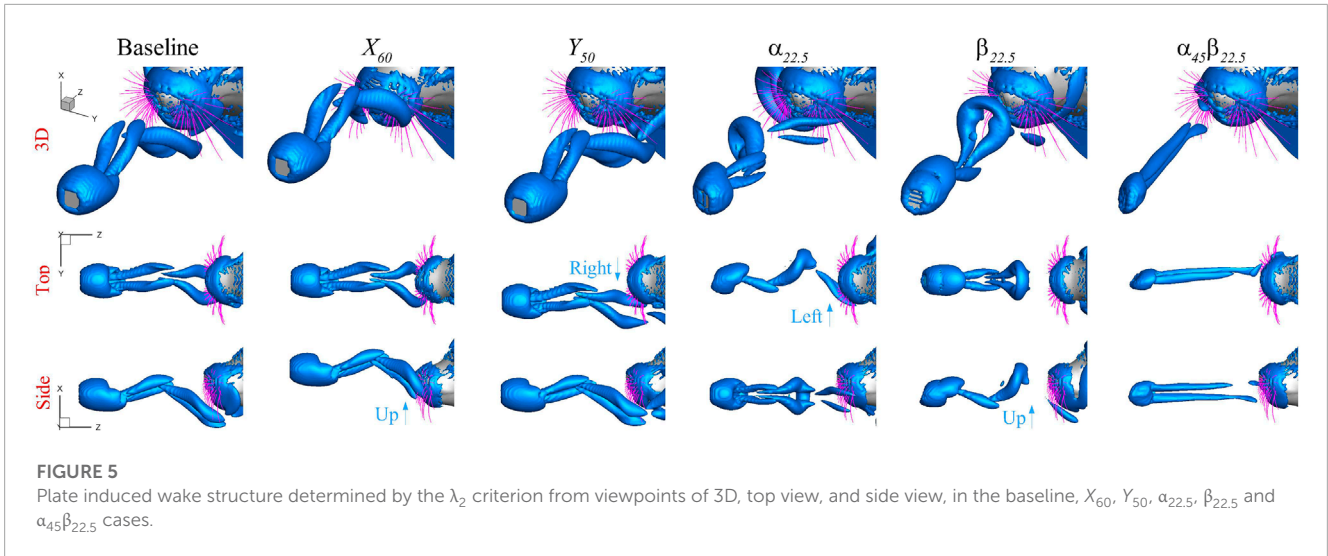 Baseline X₆₀ Y₅₀ α₂₂.₅ β₂₂.₅ α₄₅β₂₂.₅
3D
X
Z
Y
Top
X Z
Y
Right
Left
Side
X
Y Z
Up
Up
FIGURE 5
Plate induced wake structure determined by the λ₂ criterion from viewpoints of 3D, top view, and side view, in the baseline, X₆₀, Y₅₀, α₂₂.₅, β₂₂.₅ and
α₄₅β₂₂.₅ cases.